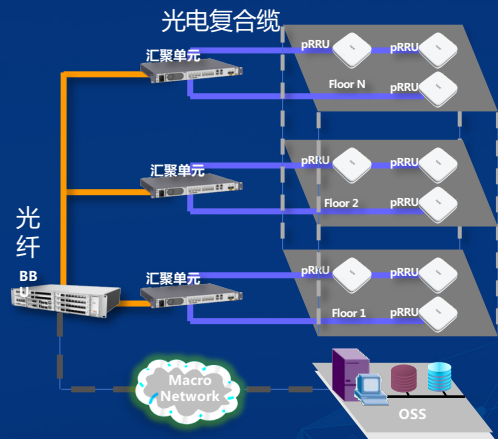 光电复合缆
汇聚单元
pRRU
pRRU
pRRU
Floor N
汇聚单元
pRRU
pRRU
pRRU
Floor 2
光
纤
BB
U
汇聚单元
pRRU
pRRU
pRRU
Floor 1
Macro
Network
OSS